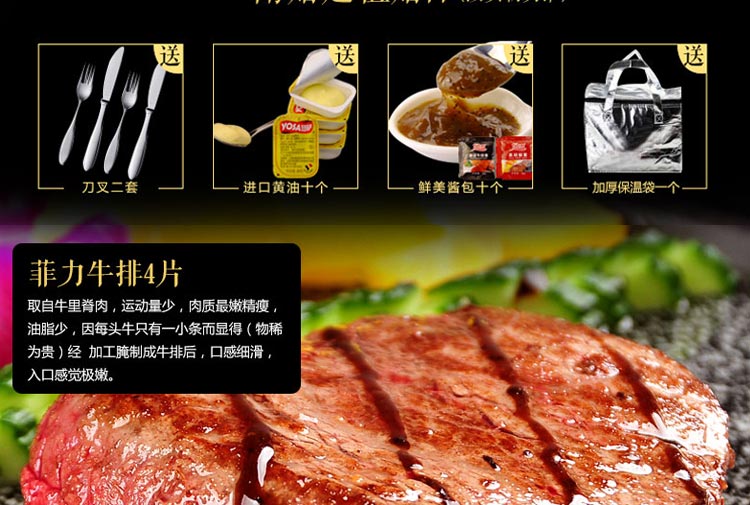 送
送
送
送
YOSA
刀叉二套
进口黄油十个
鲜美酱包十个
加厚保温袋一个
菲力牛排4片
取自牛里脊肉，运动量少，肉质最嫩精瘦，
油脂少，因每头牛只有一小条而显得（物稀
为贵）经 加工腌制成牛排后，口感细滑，
入口感觉极嫩。